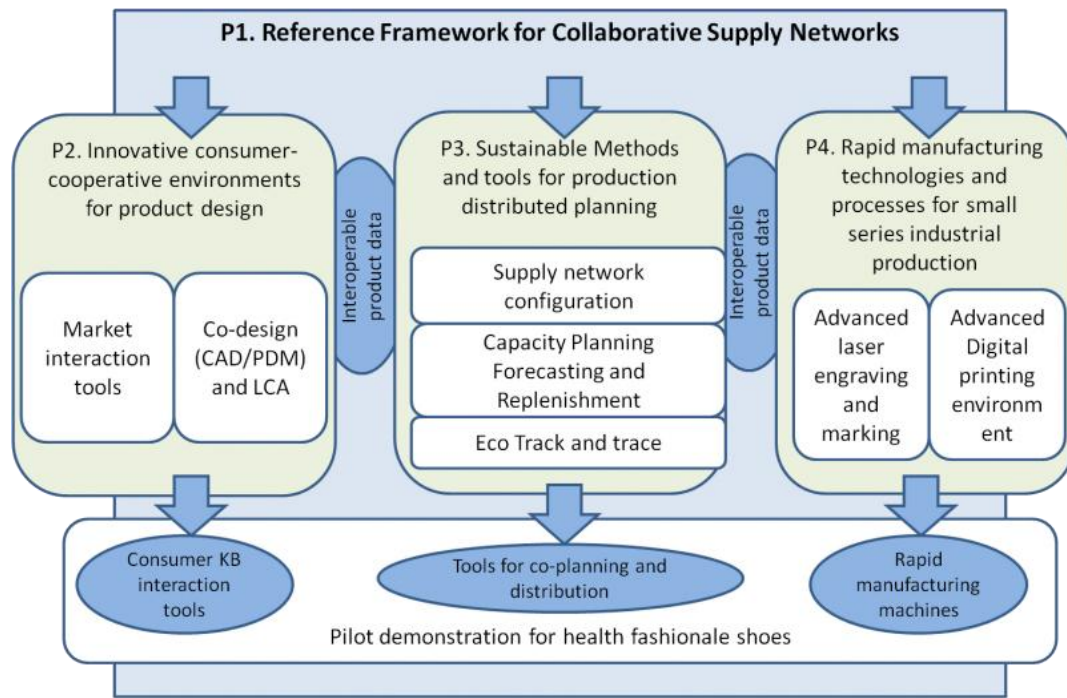 P1. Reference Framework for Collaborative Supply Networks
P2. Innovative consumer-
cooperative environments
for product design
Market
interaction
tools
Co-design
(CAD/PDM)
and LCA
Interoperable
product data
P3. Sustainable Methods
and tools for production
distributed planning
Supply network
configuration
Capacity Planning
Forecasting and
Replenishment
Eco Track and trace
Interoperable
product data
P4. Rapid manufacturing
technologies and
processes for small
series industrial
production
Advanced
laser
engraving
and
marking
Advanced
Digital
printing
environm
ent
Consumer KB
interaction
tools
Tools for co-planning and
distribution
Rapid
manufacturing
machines
Pilot demonstration for health fashionale shoes